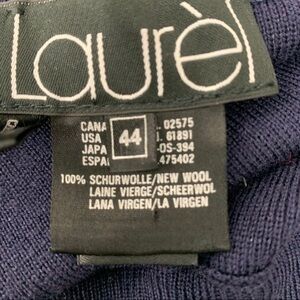 Laurèl
CANA . 02575
USA . 61891
JAPA -OS-394
ESPA .475402
44
100% SCHURWOLLE/NEW WOOL
LAINE VIERGE/SCHEERWOL
LANA VIRGEN/LA VIRGEN